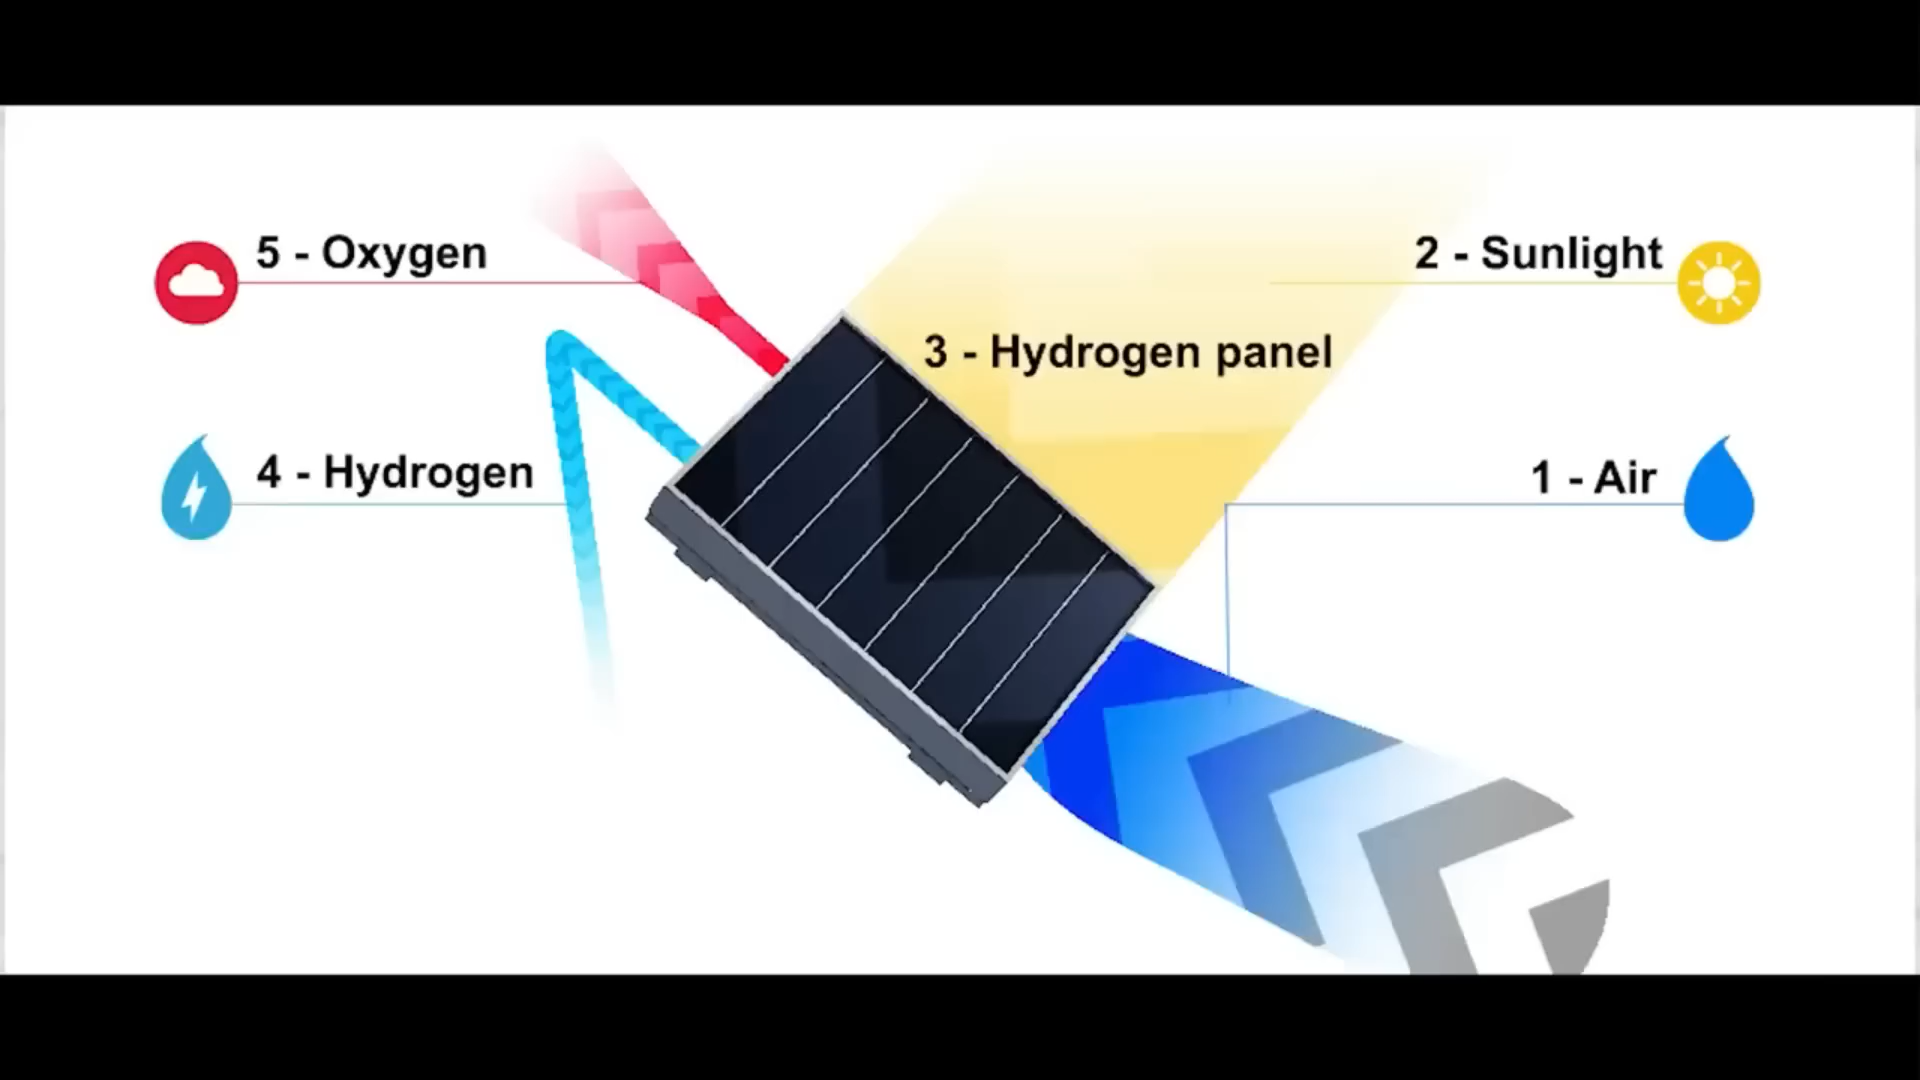 5 - Oxygen
2 - Sunlight
3 - Hydrogen panel
4 - Hydrogen
1 - Air